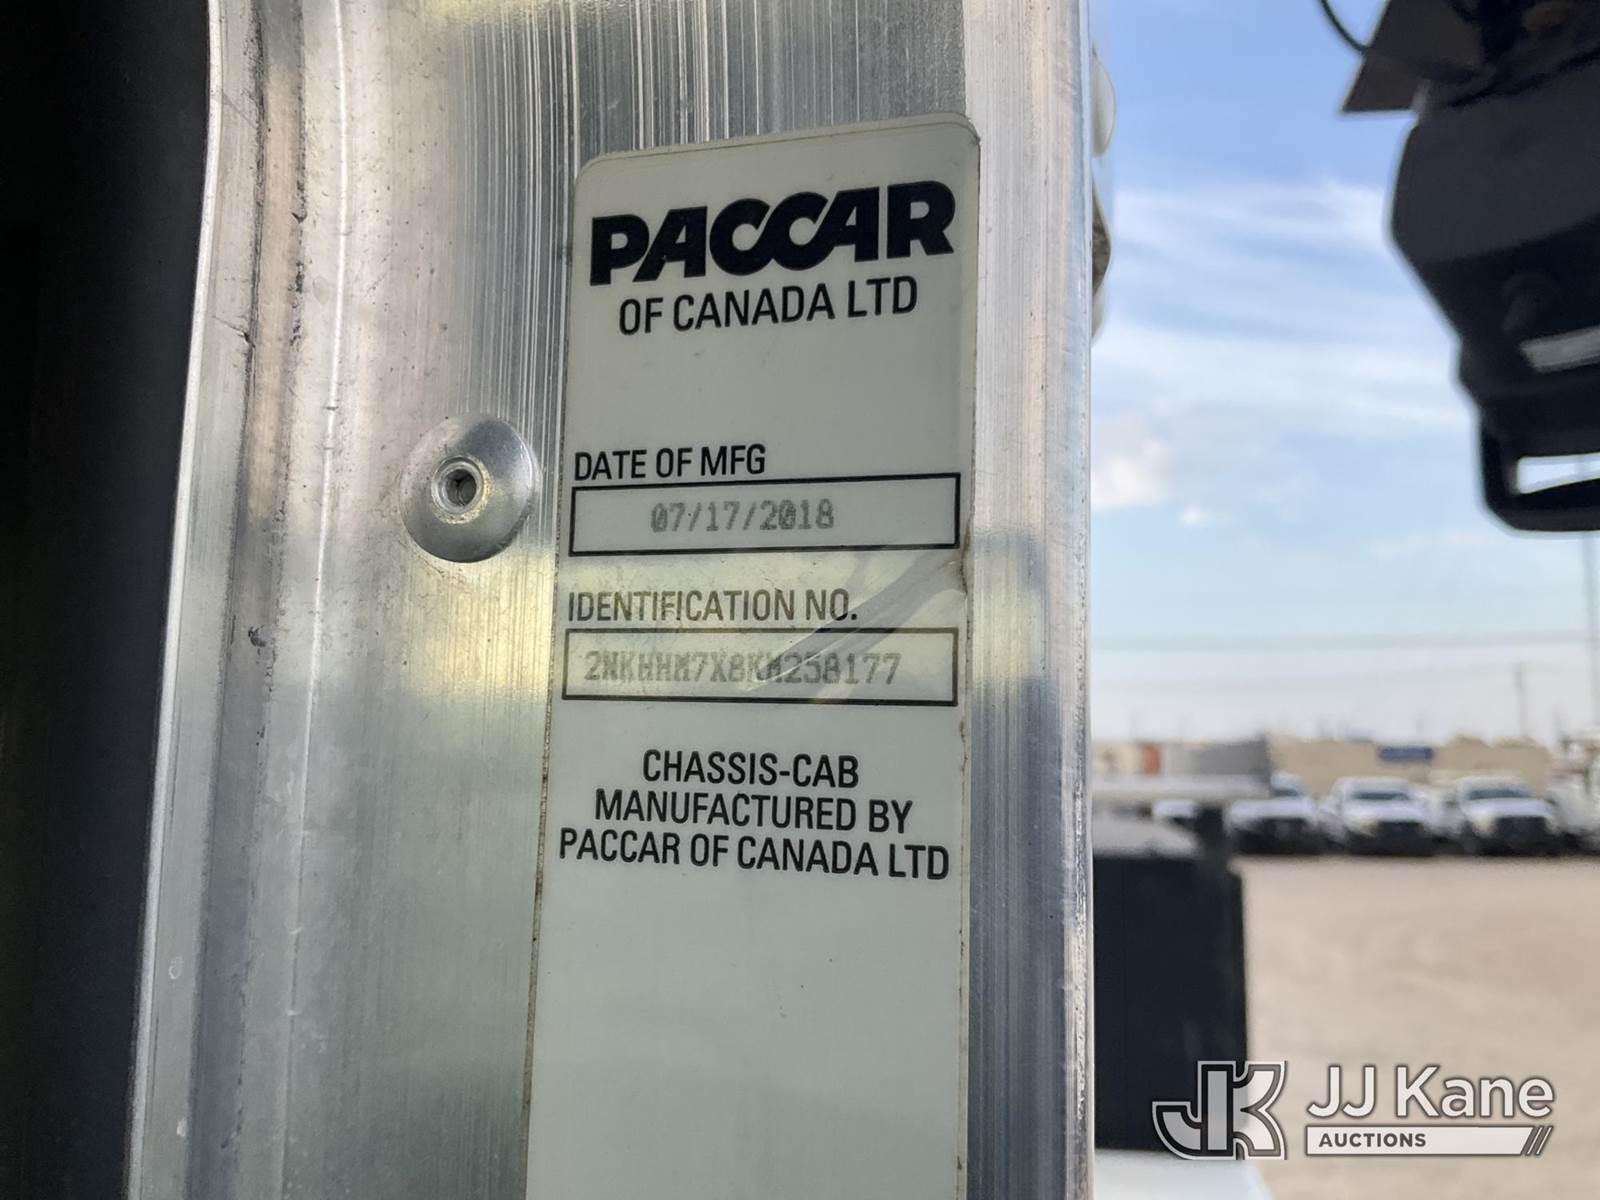 PACCAR
OF CANADA LTD
DATE OF MFG
07/17/2018
IDENTIFICATION NO.
2NKHHM7X8KM258177
CHASSIS-CAB
MANUFACTURED BY
PACCAR OF CANADA LTD
JK JJ Kane
AUCTIONS